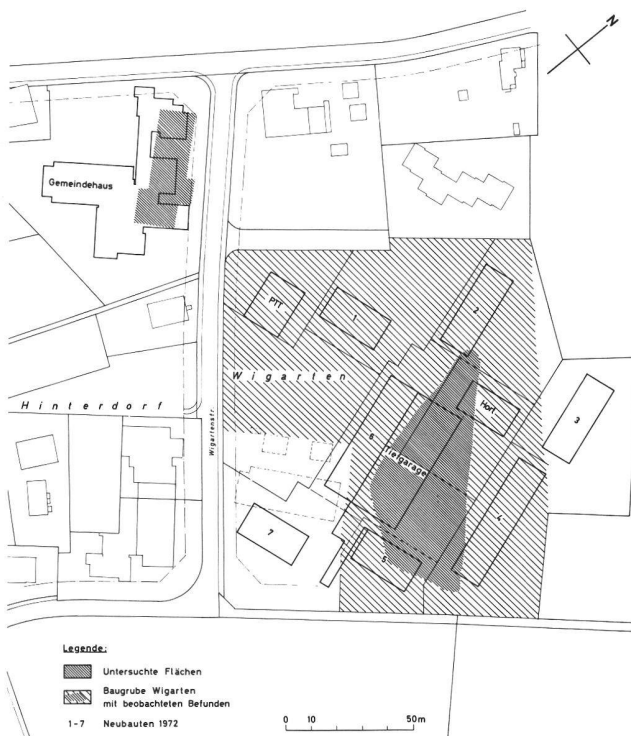 N
Gemeindehaus
PTT
1
2
Wigarten
Hort
3
Hinterdorf
Wigartenstr.
6
Tiefgarage
4
7
5
Legende:
Untersuchte Flächen
Baugrube Wigarten
mit beobachteten Befunden
1-7 Neubauten 1972
0 10 50m